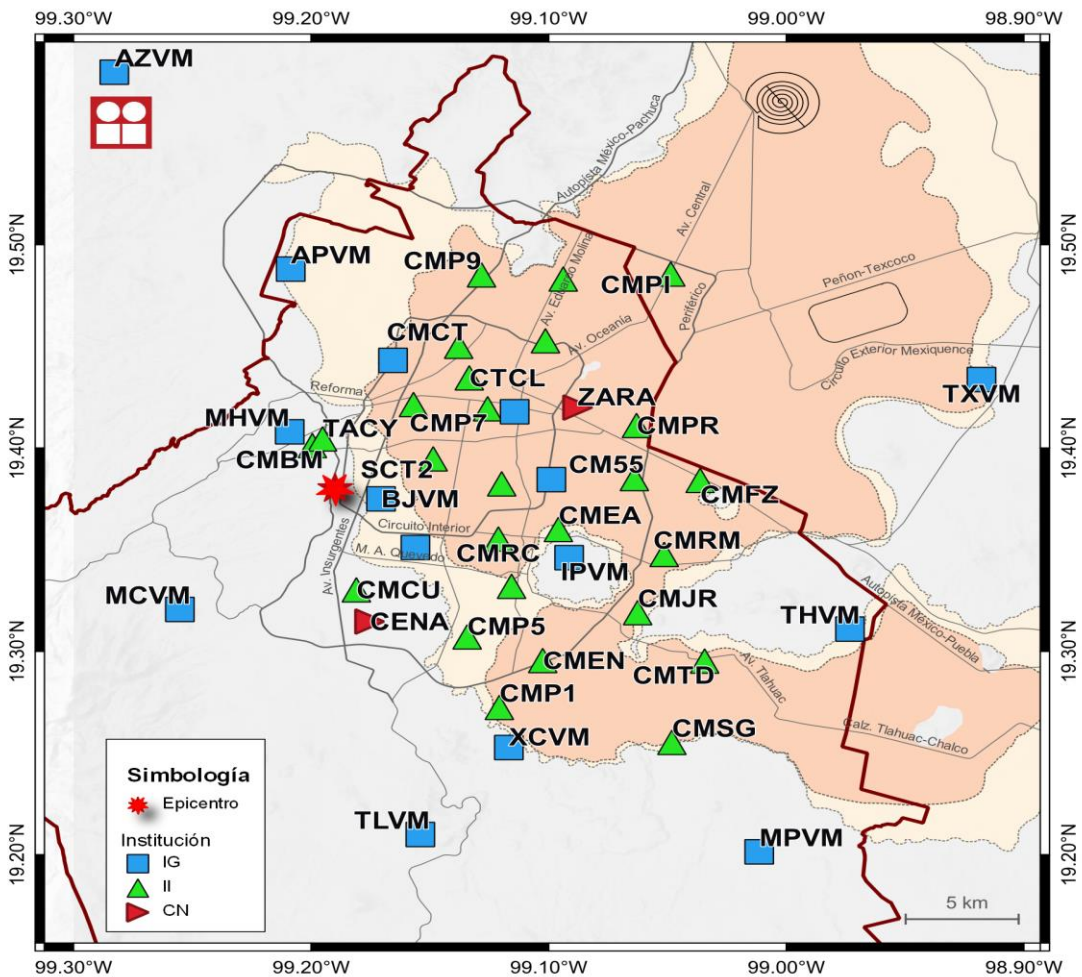 99.30°W 99.20°W 99.10°W 99.00°W 98.90°W
AZVM
Autopista México-Pachuca
Av. Central
19.50°N 19.50°N
APVM
CMP9
Av. Eduardo Molina
CMPI
Peñon-Texcoco
Periférico
CMCT
Av. Oceania
Circuito Exterior Mexiquence
Reforma
CTCL
ZARA
TXVM
MHVM
TACY
CMP7
CMPR
19.40°N 19.40°N
CMBM
SCT2
CM55
BJVM
CMFZ
Circuito Interior
CMEA
M. A. Quevedo
CMRC
CMRM
IPVM
Av. Insurgentes
MCVM
CMCU
CMJR
THVM
Autopista México-Puebla
CENA
CMP5
19.30°N 19.30°N
CMEN
CMTD
Av. Tlahuac
CMP1
XCVM
CMSG
Calz. Tlahuac-Chalco
Simbología
Epicentro
Institución
IG
II
CN
TLVM
MPVM
19.20°N 19.20°N
5 km
99.30°W 99.20°W 99.10°W 99.00°W 98.90°W